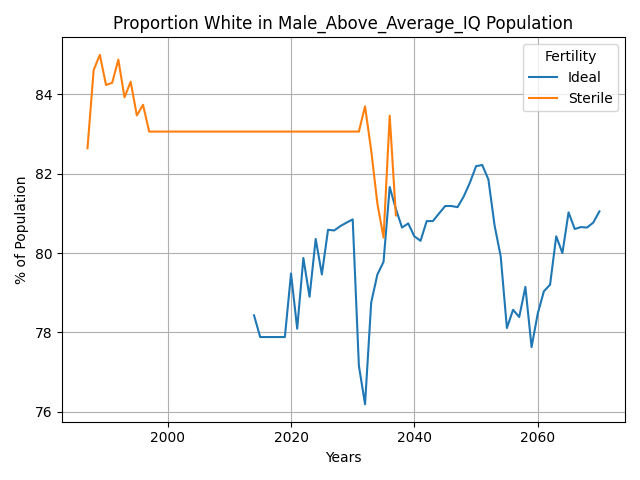 Proportion White in Male_Above_Average_IQ Population
Fertility
Ideal
Sterile
84
82
80
78
76
% of Population
2000
2020
2040
2060
Years